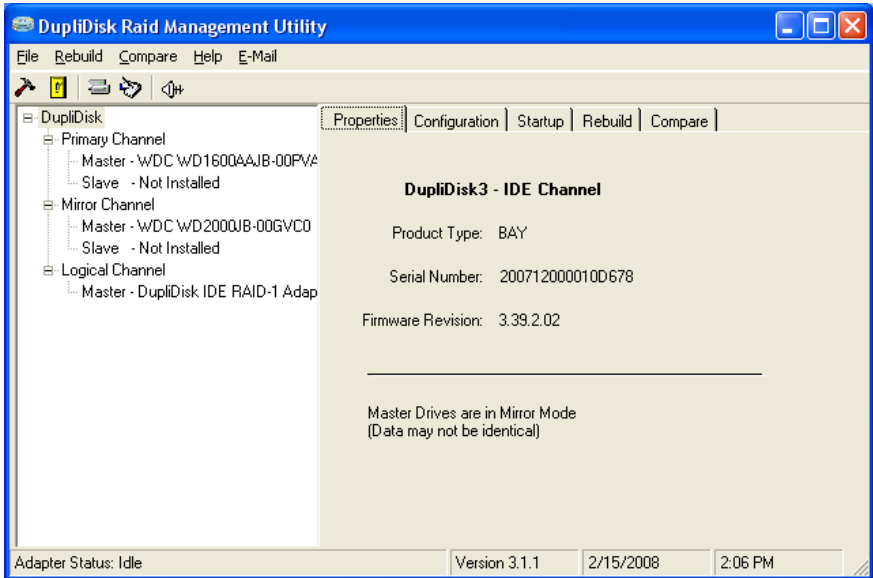 DupliDisk Raid Management Utility
File Rebuild Compare Help E-Mail
DupliDisk
Primary Channel
Master - WDC WD1600AAJB-00PVA
Slave - Not Installed
Mirror Channel
Master - WDC WD2000JB-00GVC0
Slave - Not Installed
Logical Channel
Master - DupliDisk IDE RAID-1 Adap
Properties Configuration Startup Rebuild Compare
DupliDisk3 - IDE Channel
Product Type: BAY
Serial Number: 200712000010D678
Firmware Revision: 3.39.2.02
Master Drives are in Mirror Mode
(Data may not be identical)
Adapter Status: Idle Version 3.1.1 2/15/2008 2:06 PM